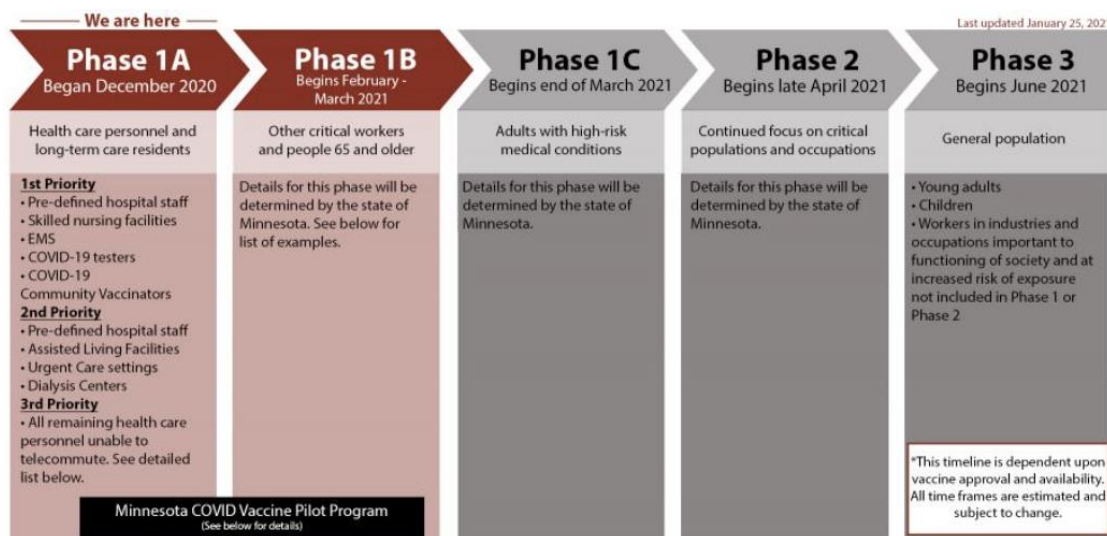 We are here
Last updated January 25, 202
Phase 1A
Began December 2020
Phase 1B
Begins February -
March 2021
Phase 1C
Begins end of March 2021
Phase 2
Begins late April 2021
Phase 3
Begins June 2021
Health care personnel and
long-term care residents
Other critical workers
and people 65 and older
Adults with high-risk
medical conditions
Continued focus on critical
populations and occupations
General population
1st Priority
• Pre-defined hospital staff
• Skilled nursing facilities
• EMS
• COVID-19 testers
• COVID-19
Community Vaccinators
2nd Priority
• Pre-defined hospital staff
• Assisted Living Facilities
• Urgent Care settings
• Dialysis Centers
3rd Priority
• All remaining health care
personnel unable to
telecommute. See detailed
list below.
Details for this phase will be
determined by the state of
Minnesota. See below for
list of examples.
Details for this phase will be
determined by the state of
Minnesota.
Details for this phase will be
determined by the state of
Minnesota.
• Young adults
• Children
• Workers in industries and
occupations important to
functioning of society and at
increased risk of exposure
not included in Phase 1 or
Phase 2
Minnesota COVID Vaccine Pilot Program
(See below for details)
*This timeline is dependent upon
vaccine approval and availability.
All time frames are estimated and
subject to change.